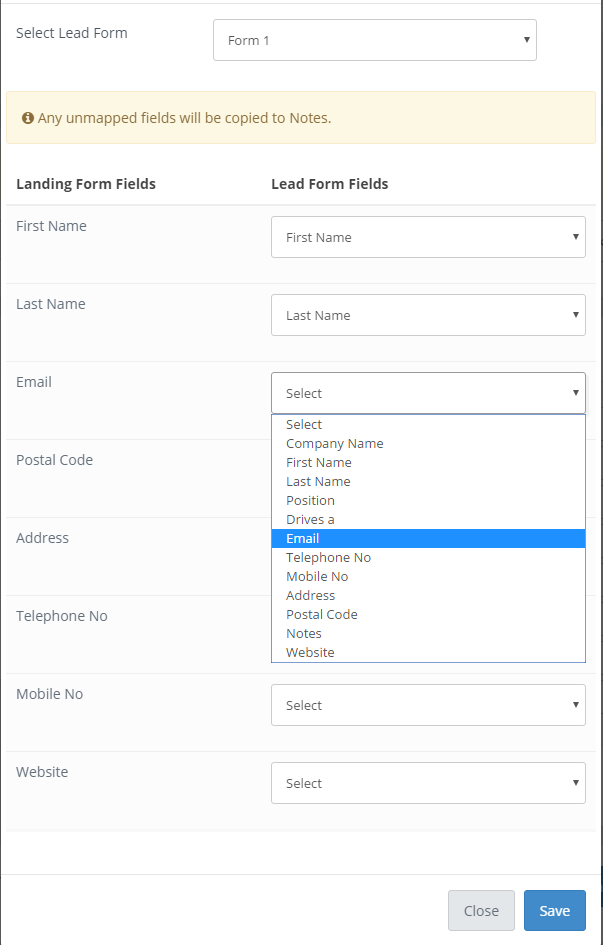 Select Lead Form
Form 1
Any unmapped fields will be copied to Notes.
Landing Form Fields Lead Form Fields
First Name First Name
Last Name Last Name
Email Select
Select
Company Name
First Name
Last Name
Position
Drives a
Email
Telephone No
Mobile No
Address
Postal Code
Notes
Website
Postal Code
Address
Telephone No
Mobile No Select
Website Select
Close Save